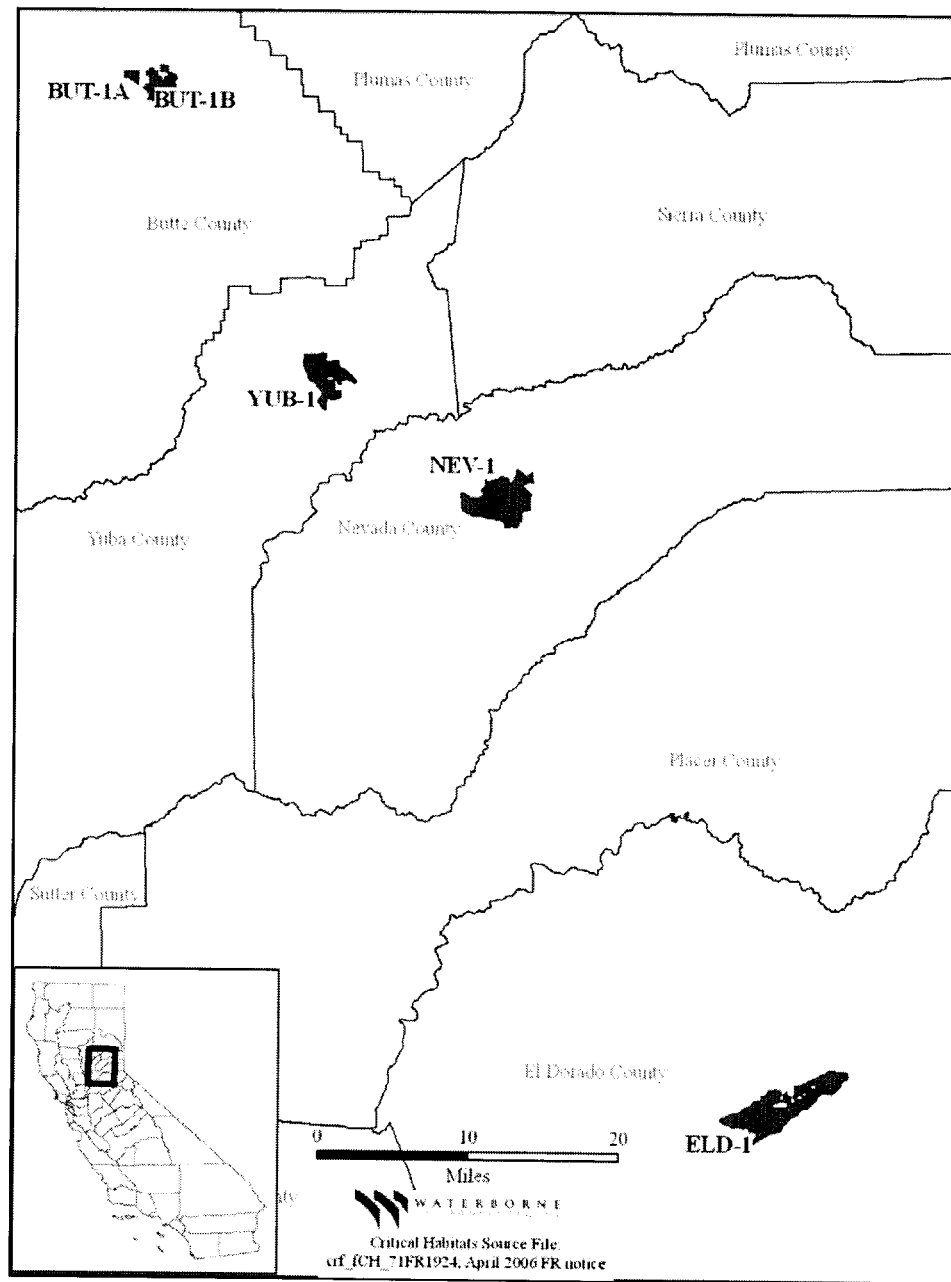 Plumas County
Plumas County
BUT-1A
BUT-1B
Butte County
Sierra County
YUB-1
NEV-1
Yuba County
Nevada County
Placer County
Sutter County
El Dorado County
ELD-1
0 10 20
Miles
WATERBORNE
Critical Habitats Source File:
crf_fCH_71FR1924, April 2006 FR notice